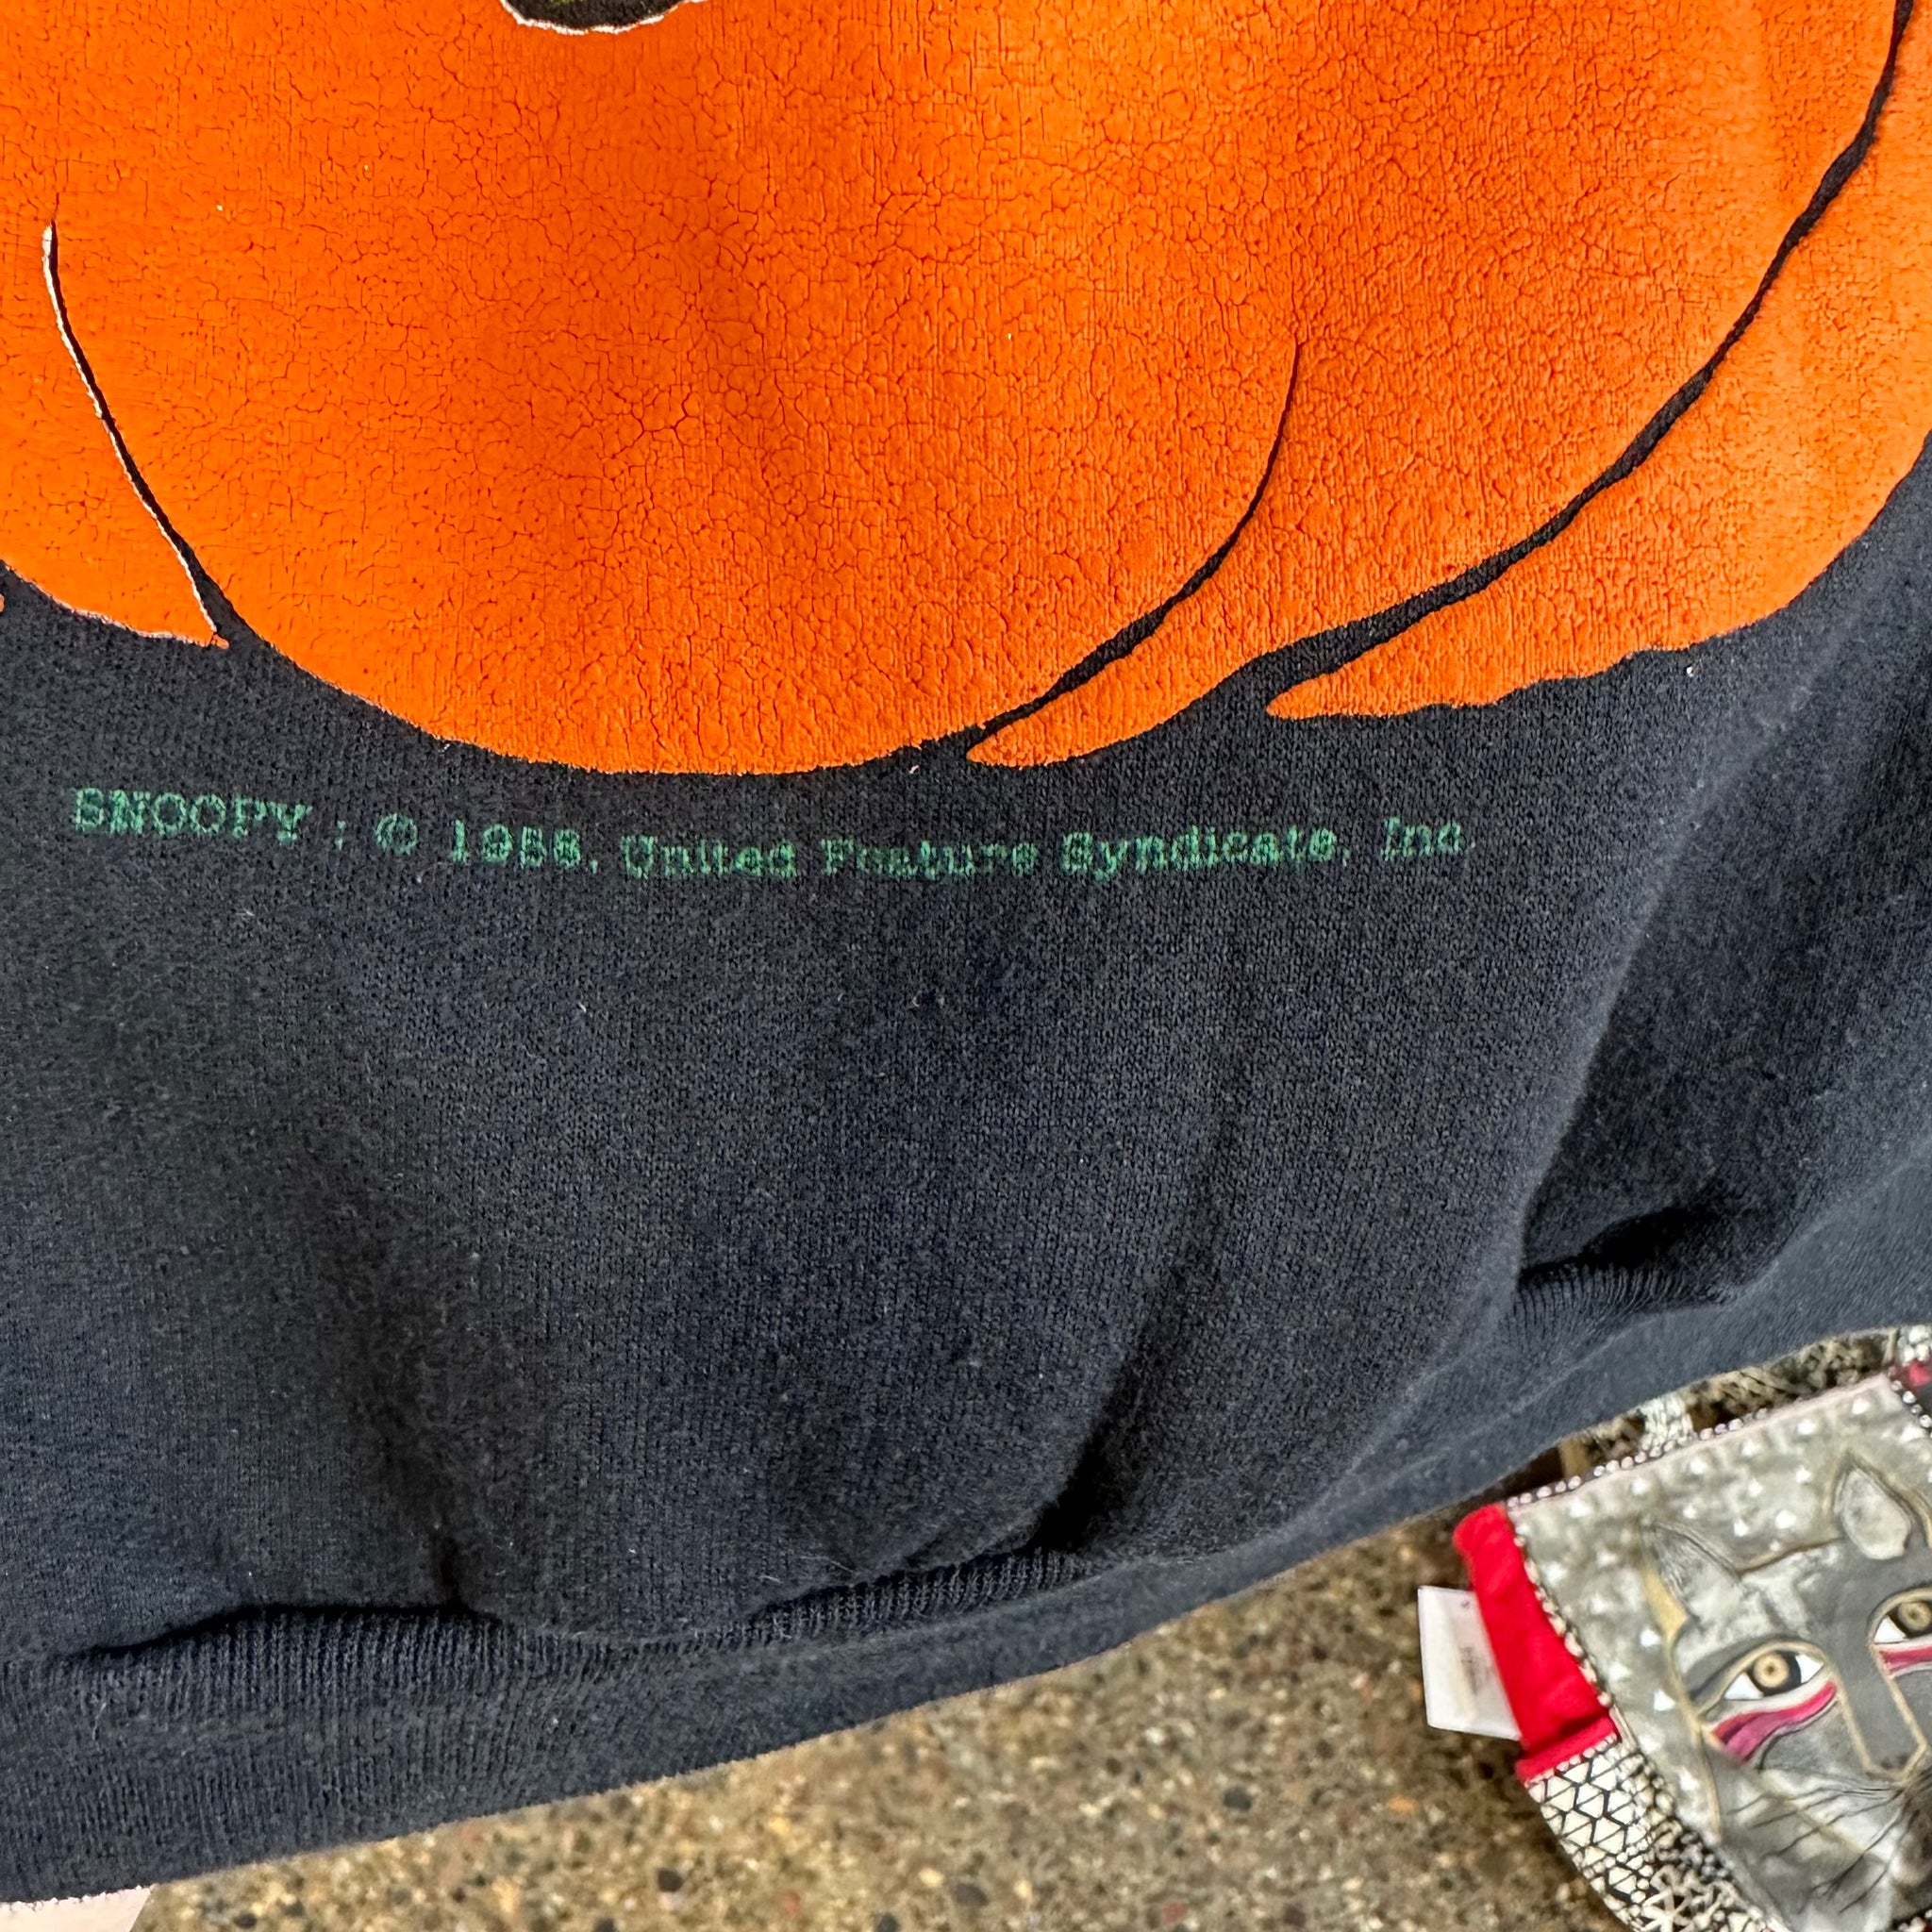 SNOOPY : © 1958, United Feature Syndicate, Inc.